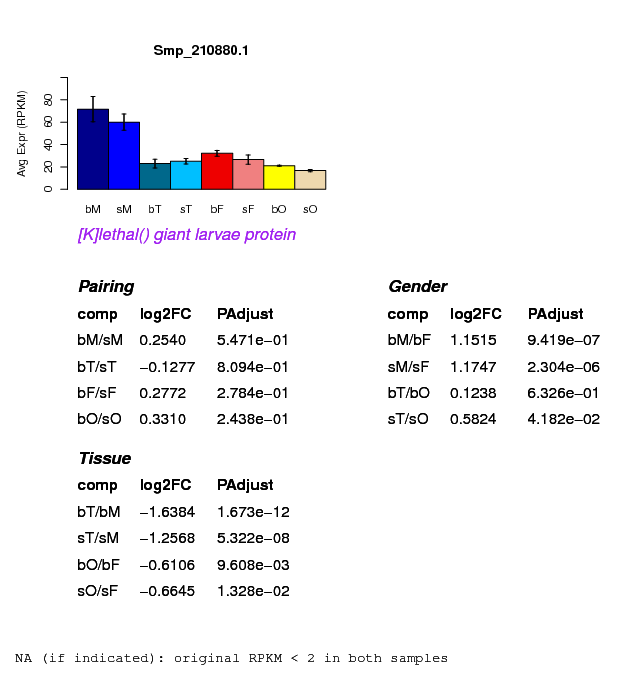 Smp_210880.1
Avg Expr (RPKM)
0 20 40 60 80
bM sM bT sT bF sF bO sO
[K]lethal() giant larvae protein
Pairing
comp log2FC PAdjust
bM/sM 0.2540 5.471e−01
bT/sT −0.1277 8.094e−01
bF/sF 0.2772 2.784e−01
bO/sO 0.3310 2.438e−01
Gender
comp log2FC PAdjust
bM/bF 1.1515 9.419e−07
sM/sF 1.1747 2.304e−06
bT/bO 0.1238 6.326e−01
sT/sO 0.5824 4.182e−02
Tissue
comp log2FC PAdjust
bT/bM −1.6384 1.673e−12
sT/sM −1.2568 5.322e−08
bO/bF −0.6106 9.608e−03
sO/sF −0.6645 1.328e−02
NA (if indicated): original RPKM < 2 in both samples